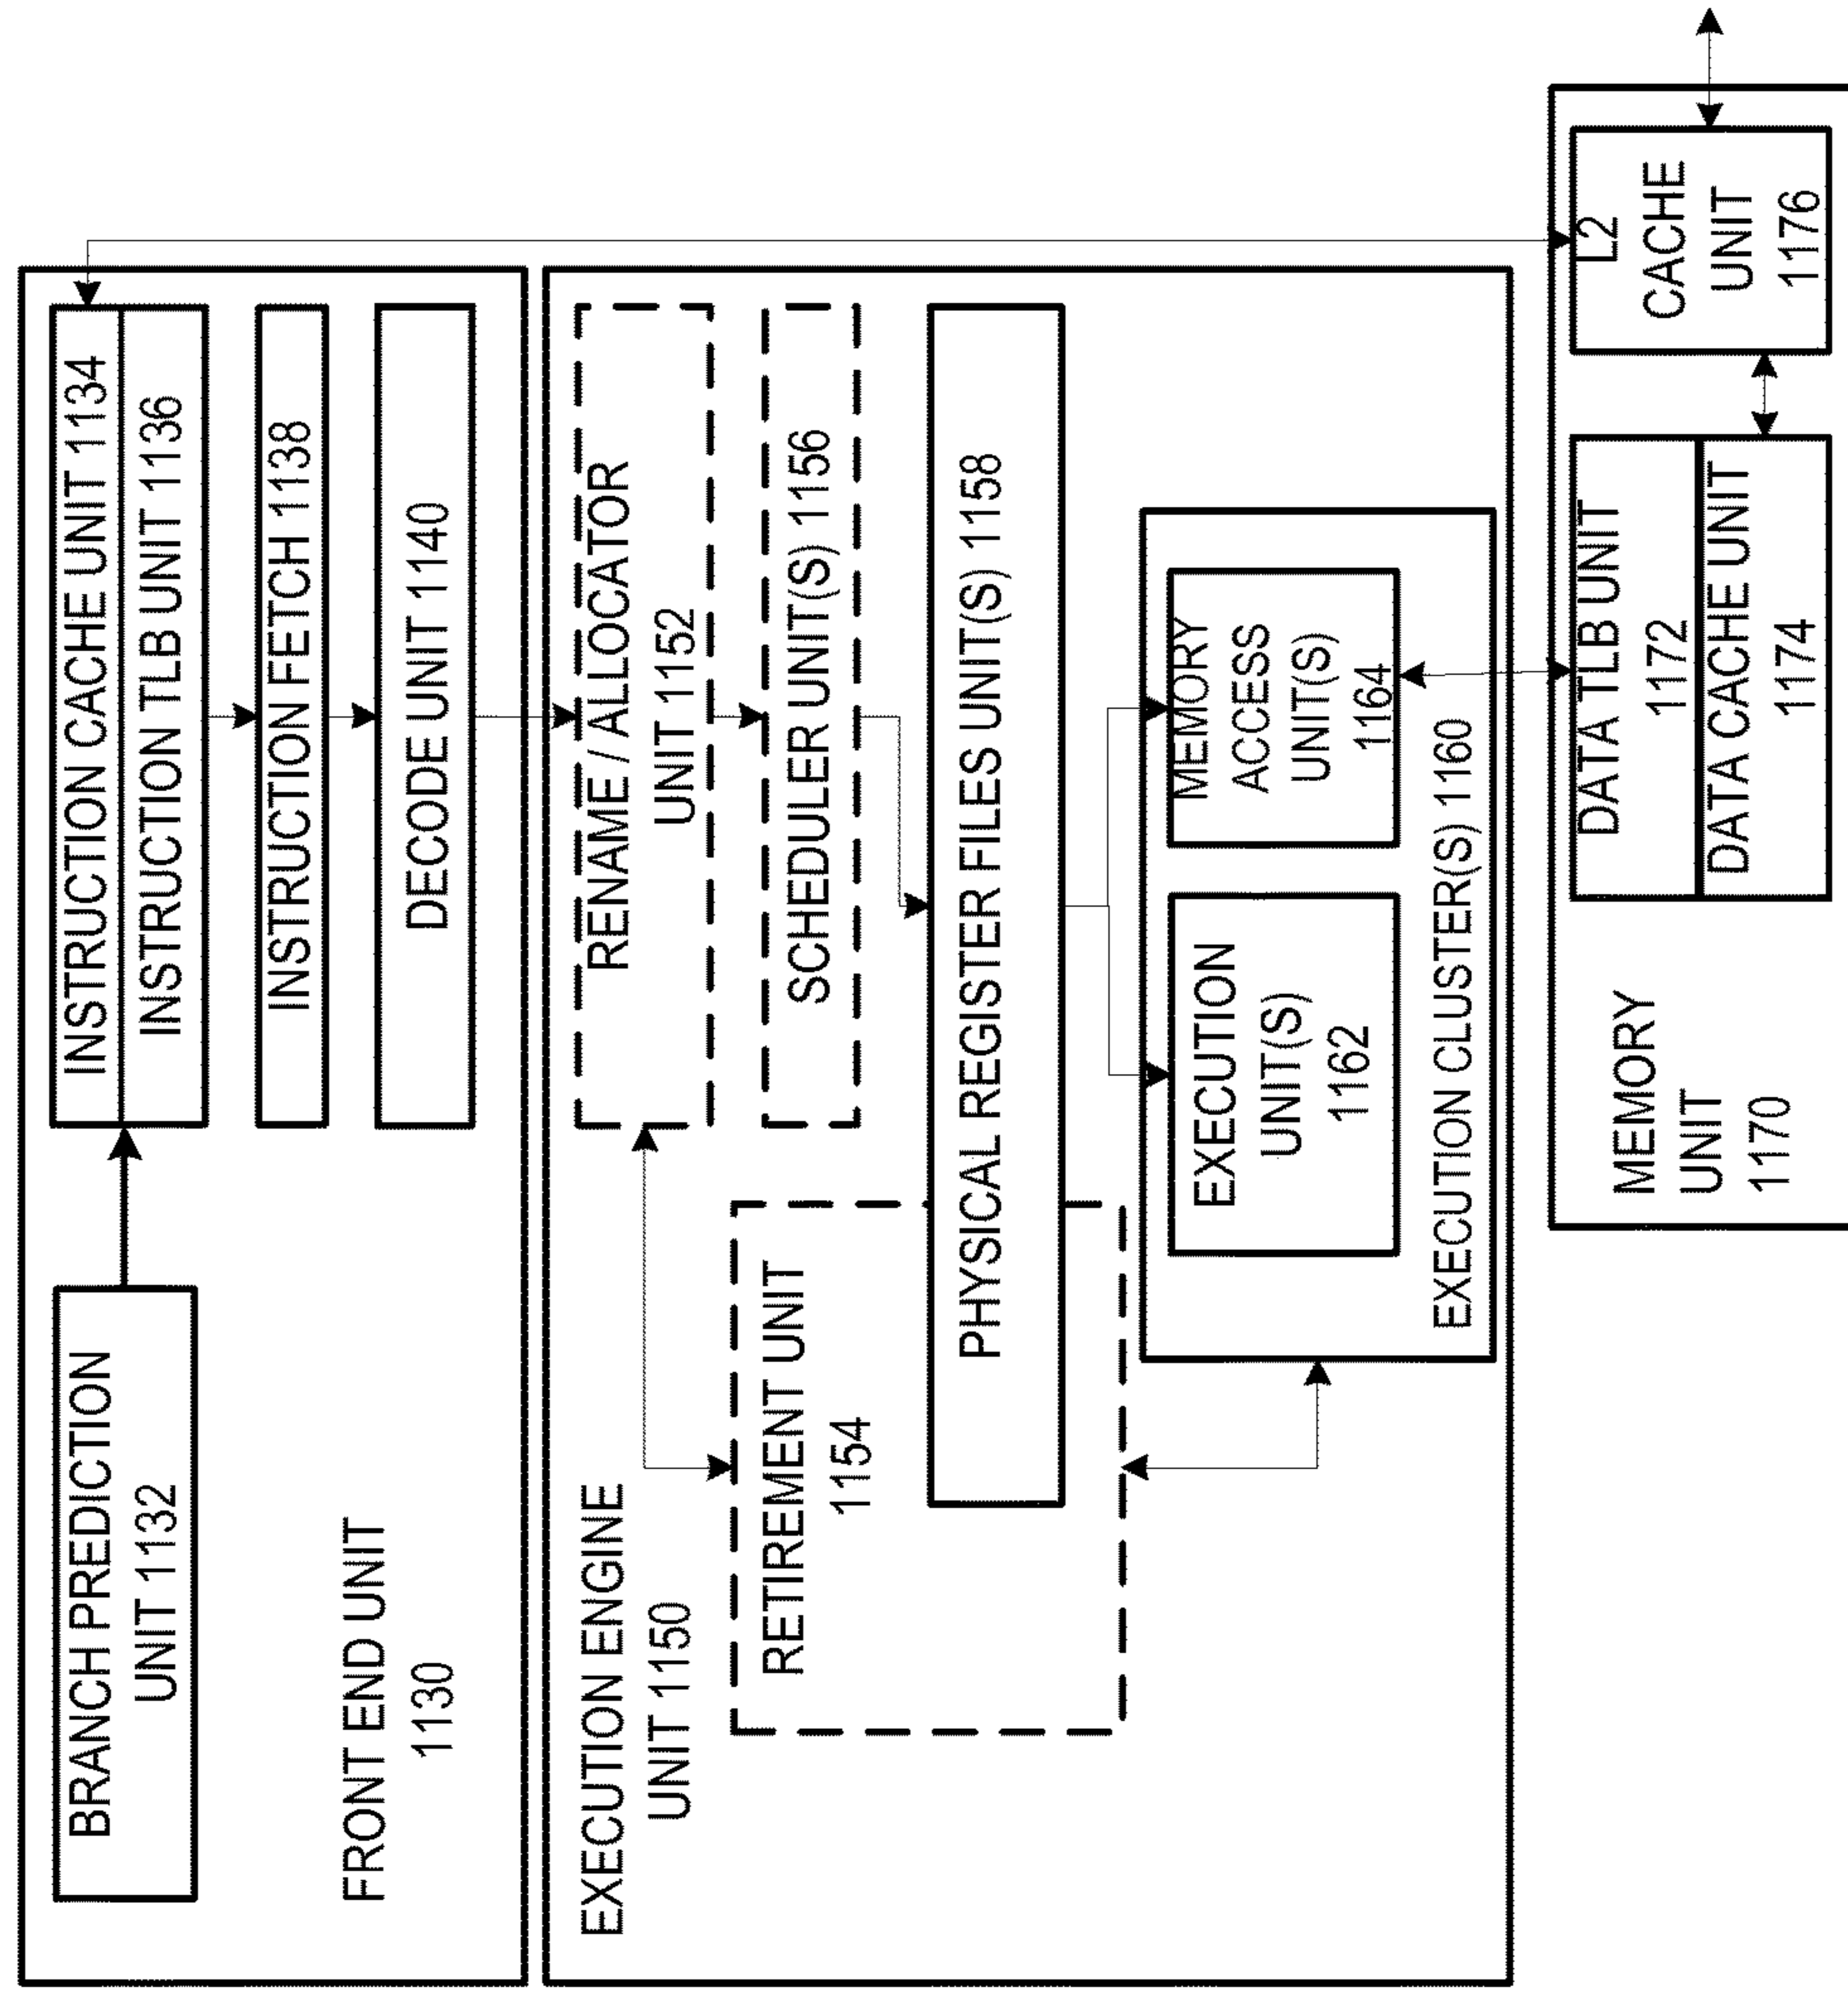 BRANCH PREDICTION
UNIT 1132
INSTRUCTION CACHE UNIT 1134
INSTRUCTION TLB UNIT 1136
INSTRUCTION FETCH 1138
DECODE UNIT 1140
FRONT END UNIT
1130
EXECUTION ENGINE
UNIT 1150
RENAME / ALLOCATOR
UNIT 1152
RETIREMENT UNIT
1154
SCHEDULER UNIT(S) 1156
PHYSICAL REGISTER FILES UNIT(S) 1158
EXECUTION
UNIT(S)
1162
MEMORY
ACCESS
UNIT(S)
1164
EXECUTION CLUSTER(S) 1160
MEMORY
UNIT
1170
DATA TLB UNIT
1172
DATA CACHE UNIT
1174
L2
CACHE
UNIT
1176